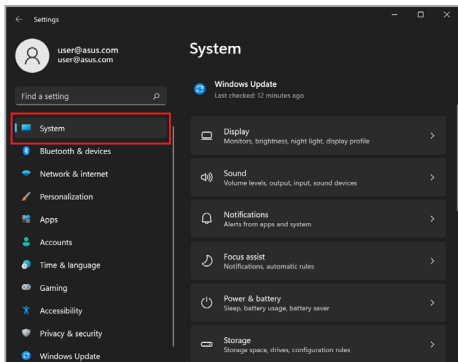 Settings
user@asus.com
user@asus.com
Find a setting
System
Bluetooth & devices
Network & internet
Personalization
Apps
Accounts
Time & language
Gaming
Accessibility
Privacy & security
Windows Update
System
Windows Update
Last checked: 12 minutes ago
Display
Monitors, brightness, night light, display profile
Sound
Volume levels, output, input, sound devices
Notifications
Alerts from apps and system
Focus assist
Notifications, automatic rules
Power & battery
Sleep, battery usage, battery saver
Storage
Storage space, drives, configuration rules